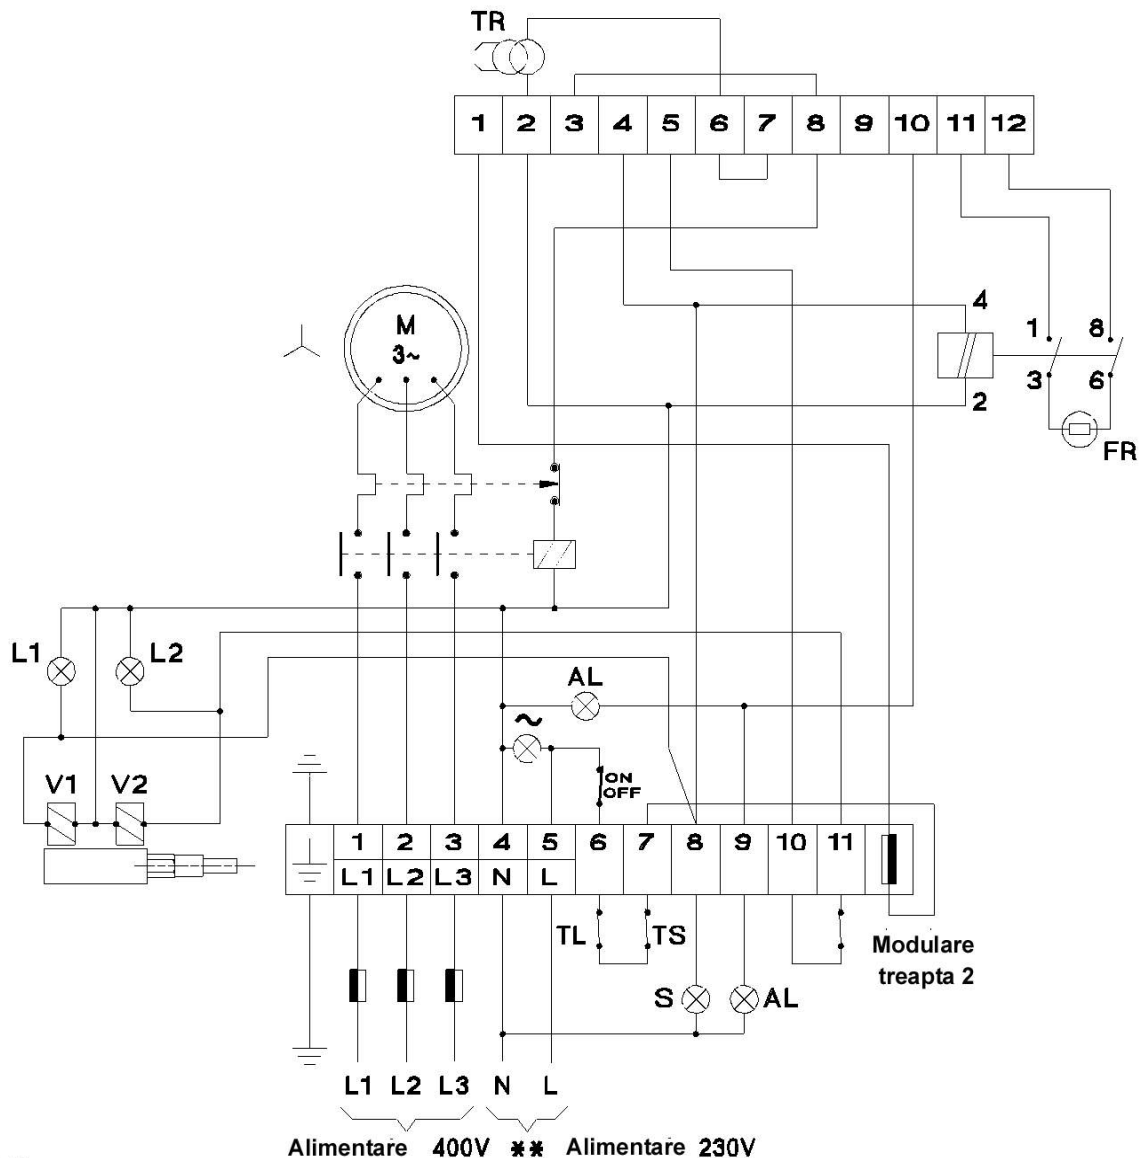 TR
1 2 3 4 5 6 7 8 9 10 11 12
4
M
3~
1 8
3 6
2
FR
L1 L2
AL
~
V1 V2
ON
OFF
1 2 3 4 5 6 7 8 9 10 11
L1 L2 L3 N L
TL TS
Modulare
treapta 2
S AL
L1 L2 L3 N L
Alimentare 400V ** Alimentare 230V